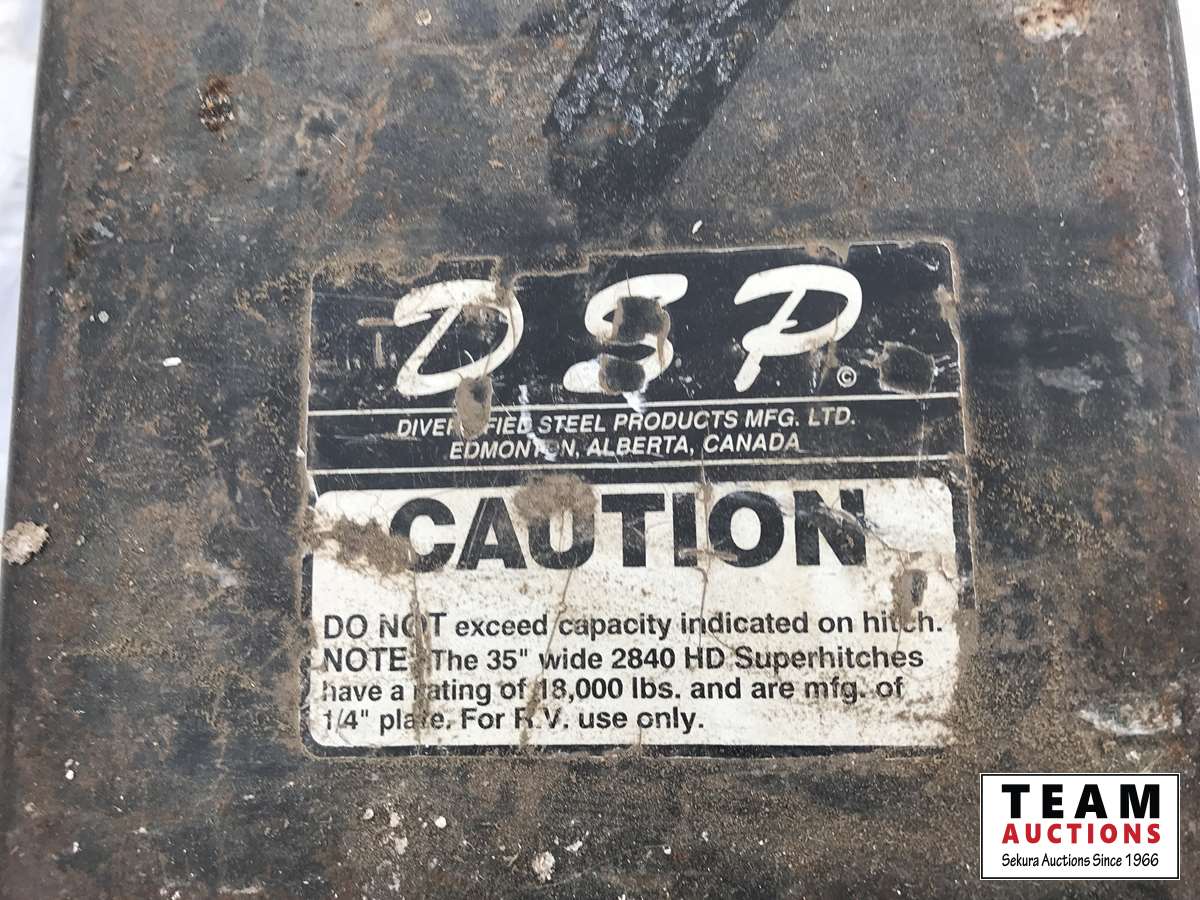 DSP ©
DIVERSIFIED STEEL PRODUCTS MFG. LTD.
EDMONTON, ALBERTA, CANADA
CAUTION
DO NOT exceed capacity indicated on hitch.
NOTE: The 35" wide 2840 HD Superhitches
have a rating of 18,000 lbs. and are mfg. of
1/4" plate. For R.V. use only.
TEAM
AUCTIONS
Sekura Auctions Since 1966